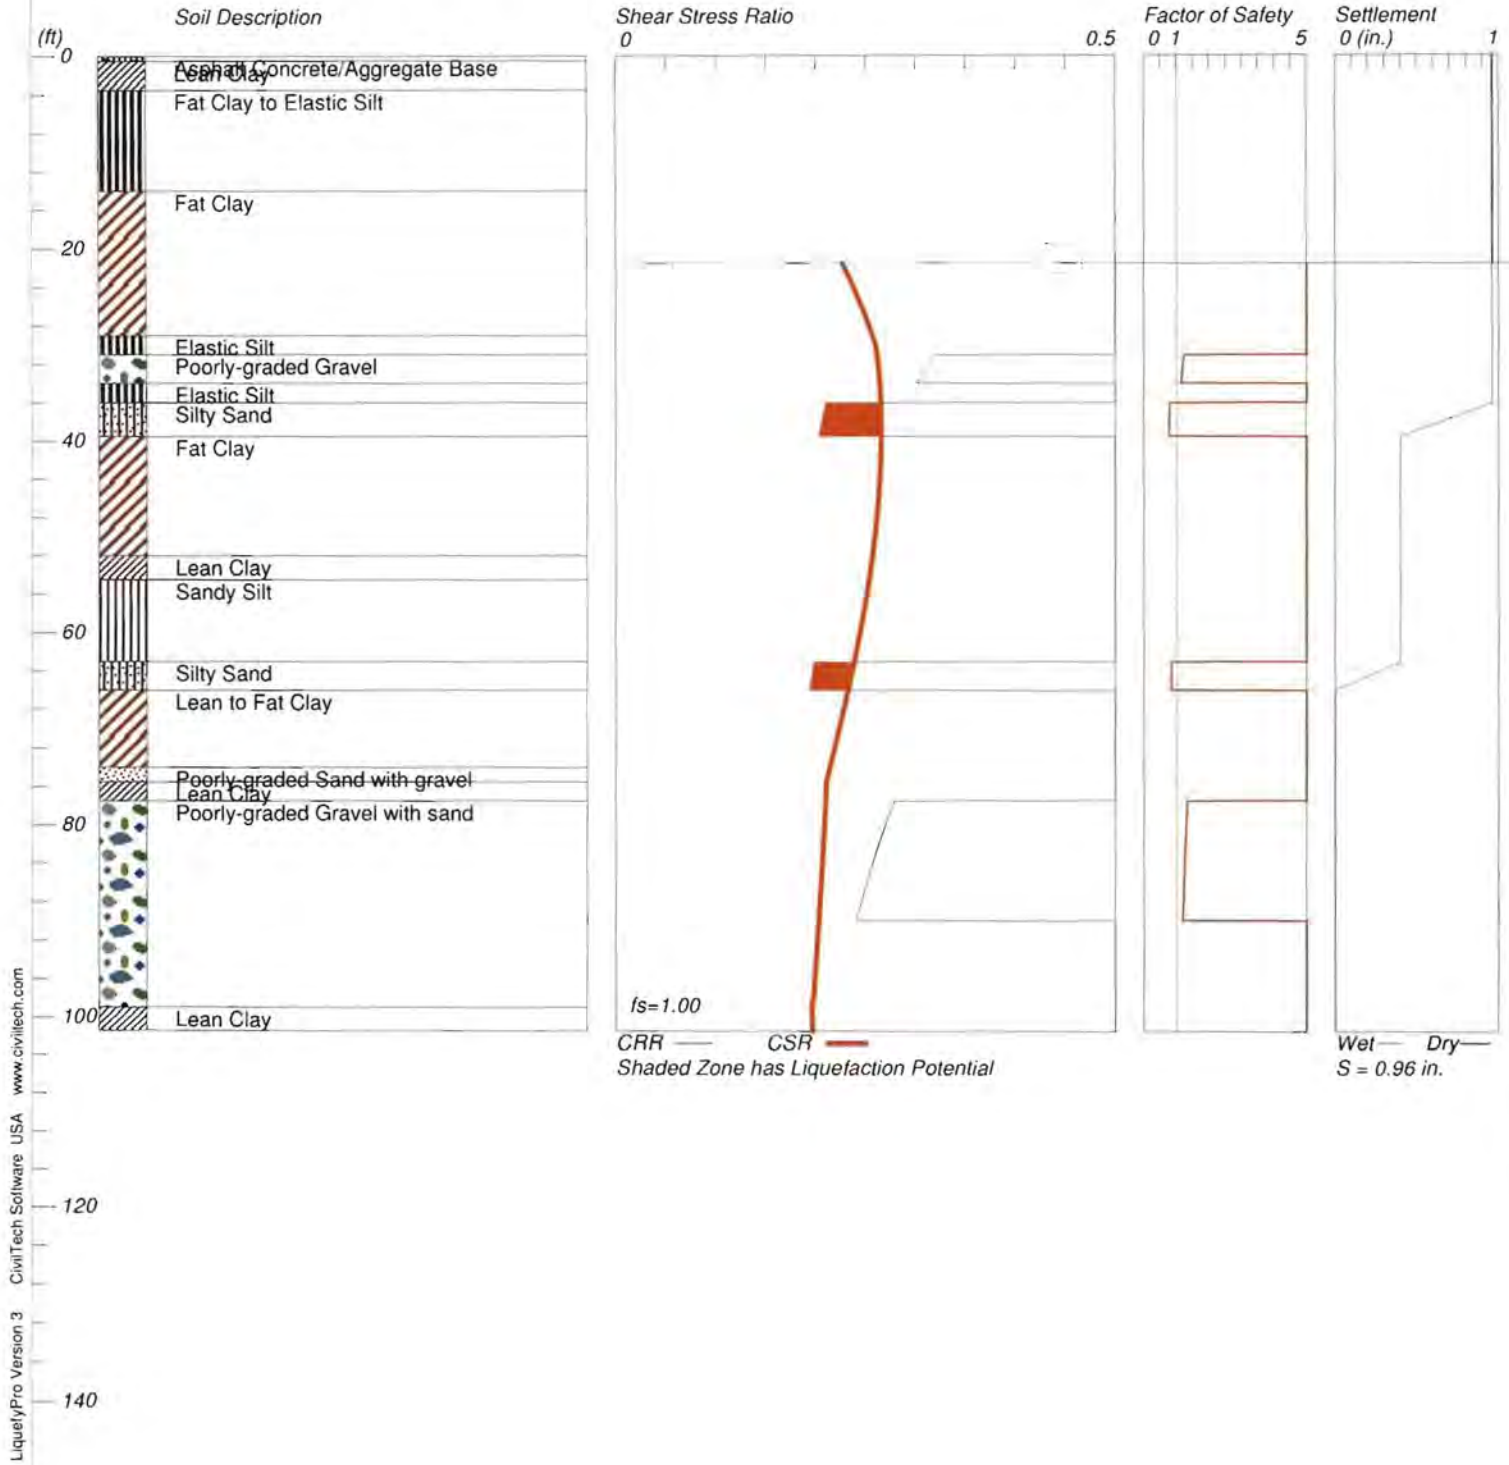 Soil Description
Shear Stress Ratio
Factor of Safety
Settlement
(ft)
0
0.5
0 1
5
0 (in.)
1
0
Asphalt Concrete/Aggregate Base
Lean Clay
Fat Clay to Elastic Silt
Fat Clay
20
Elastic Silt
Poorly-graded Gravel
Elastic Silt
Silty Sand
40
Fat Clay
Lean Clay
Sandy Silt
60
Silty Sand
Lean to Fat Clay
Poorly-graded Sand with gravel
Lean Clay
Poorly-graded Gravel with sand
80
fs=1.00
100
Lean Clay
CRR
CSR
Shaded Zone has Liquefaction Potential
Wet
Dry
S = 0.96 in.
120
140
LiquefyPro Version 3 CivilTech Software USA www.civiltech.com